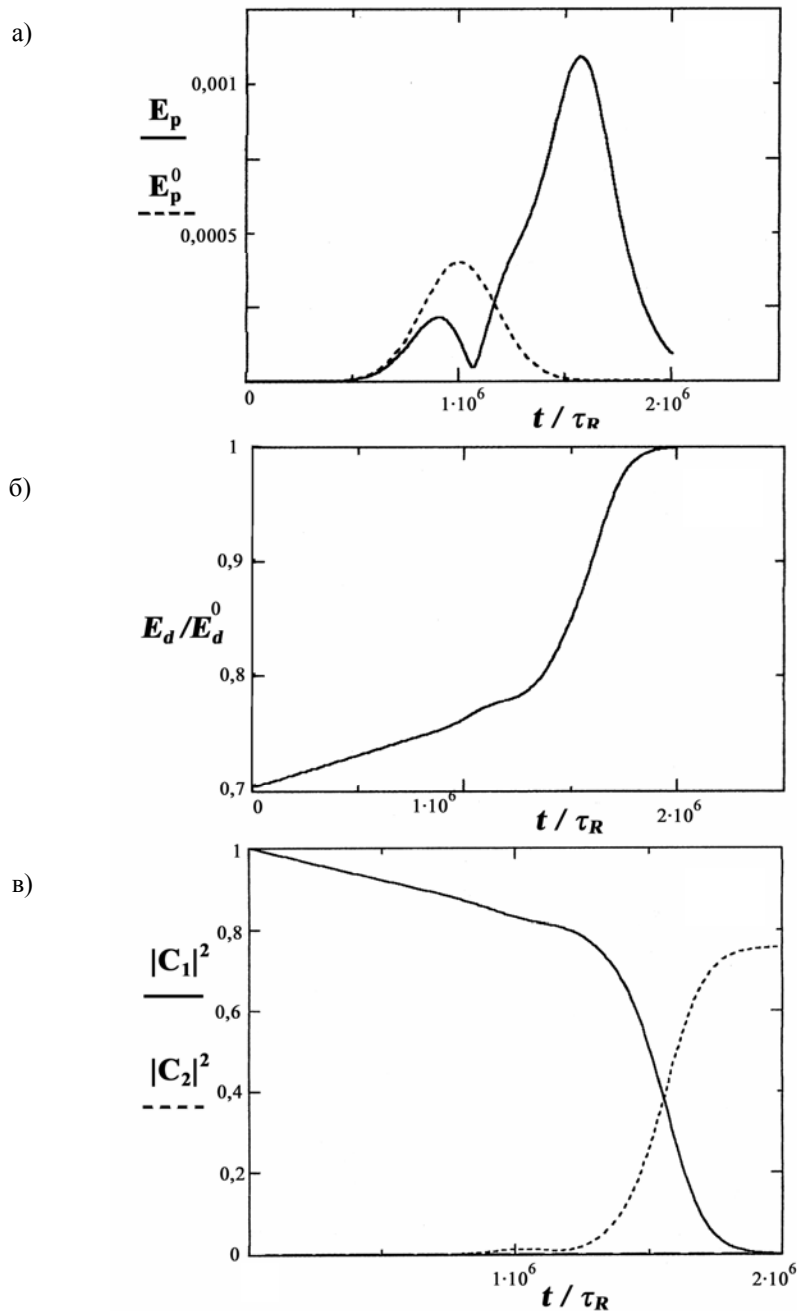 а)
0,001
E_p
E_p^0
0,0005
0
1·10^6
2·10^6
t / τ_R
б)
1
0,9
E_d/E_d^0
0,8
0,7
0
1·10^6
2·10^6
t / τ_R
в)
1
0,8
|C_1|^2
0,6
|C_2|^2
0,4
0,2
0
1·10^6
2·10^6
t / τ_R